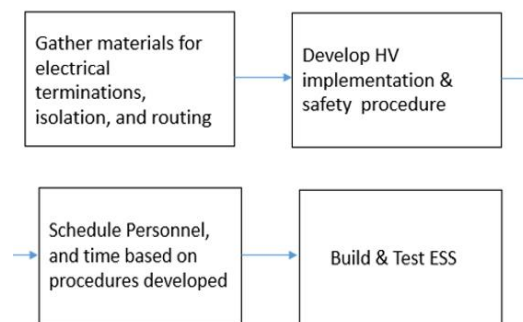 Gather materials for
electrical
terminations,
isolation, and routing
Develop HV
implementation &
safety procedure
Schedule Personnel,
and time based on
procedures developed
Build & Test ESS